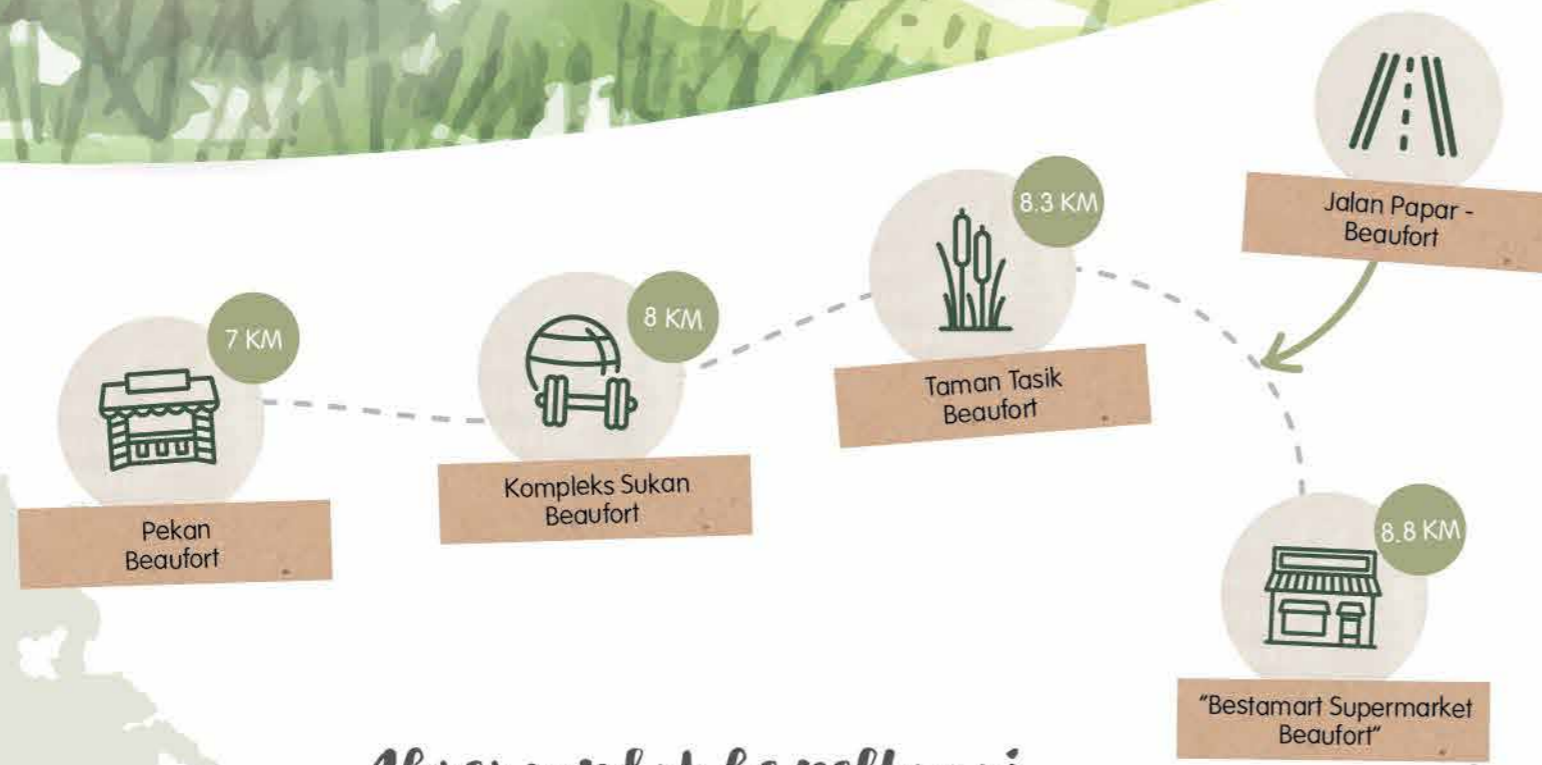 7 KM
Pekan
Beaufort
8 KM
Kompleks Sukan
Beaufort
8.3 KM
Taman Tasik
Beaufort
Jalan Papar -
Beaufort
8.8 KM
"Bestamart Supermarket
Beaufort"